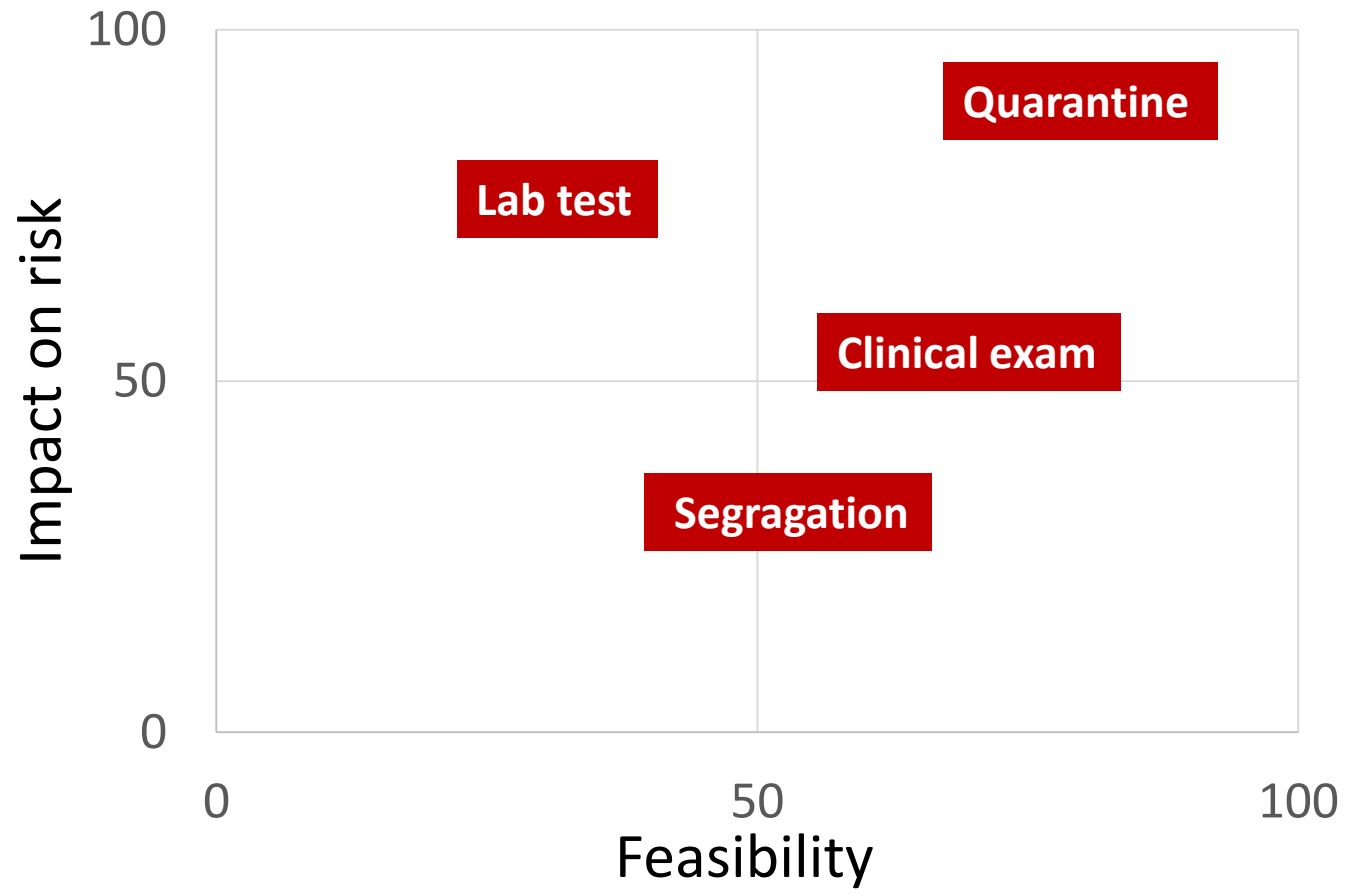 100
Quarantine
Lab test
Impact on risk
Clinical exam
50
Segragation
0
0 50 100
Feasibility